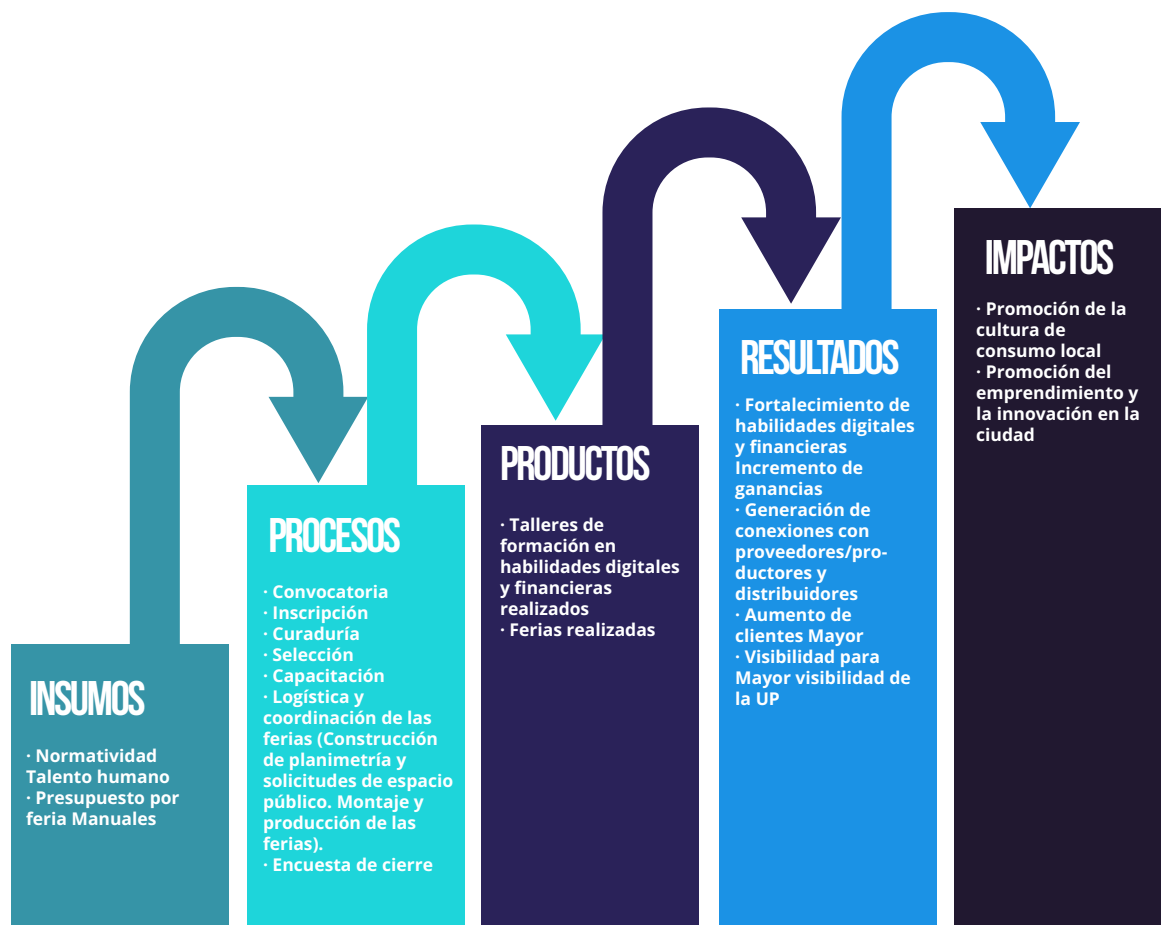 INSUMOS
· Normatividad
Talento humano
· Presupuesto por
feria Manuales
PROCESOS
· Convocatoria
· Inscripción
· Curaduría
· Selección
· Capacitación
· Logística y
coordinación de las
ferias (Construcción
de planimetría y
solicitudes de espacio
público. Montaje y
producción de las
ferias).
· Encuesta de cierre
PRODUCTOS
· Talleres de
formación en
habilidades digitales
y financieras
realizados
· Ferias realizadas
RESULTADOS
· Fortalecimiento de
habilidades digitales
y financieras
Incremento de
ganancias
· Generación de
conexiones con
proveedores/pro-
ductores y
distribuidores
· Aumento de
clientes Mayor
· Visibilidad para
Mayor visibilidad de
la UP
IMPACTOS
· Promoción de la
cultura de
consumo local
· Promoción del
emprendimiento y
la innovación en la
ciudad